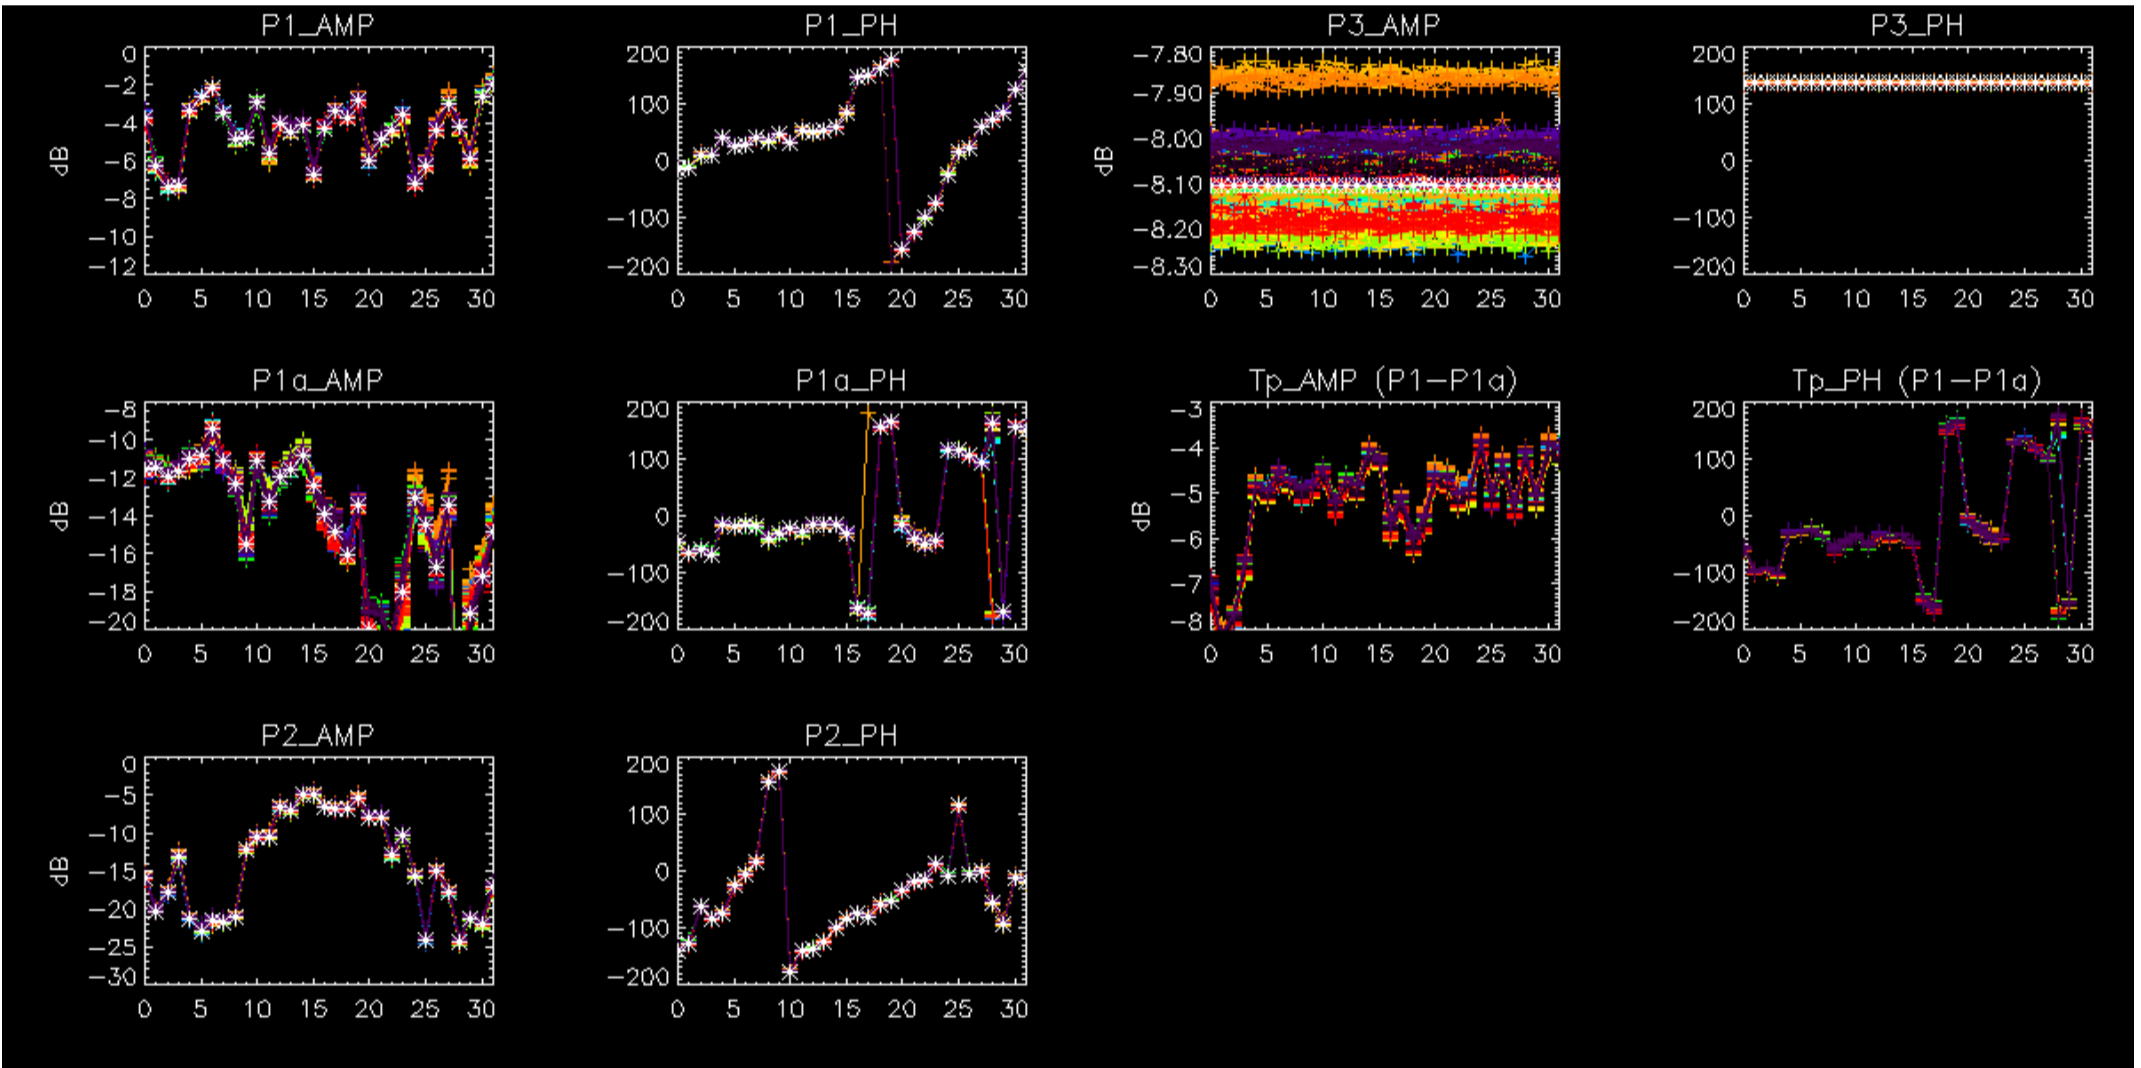 P1_AMP P1_PH P3_AMP P3_PH
0 200 -7.80 200
-2 100 -7.90 100
-4 0 -8.00 0
-6 -100 -8.10 -100
-8 -200 -8.20 -200
-10 -8.30
-12
dB dB
0 5 10 15 20 25 30 0 5 10 15 20 25 30 0 5 10 15 20 25 30 0 5 10 15 20 25 30
P1a_AMP P1a_PH Tp_AMP (P1-P1a) Tp_PH (P1-P1a)
-8 200 -3 200
-10 100 -4 100
-12 0 -5 0
-14 -100 -6 -100
-16 -200 -7 -200
-18 -8
-20
dB dB
0 5 10 15 20 25 30 0 5 10 15 20 25 30 0 5 10 15 20 25 30 0 5 10 15 20 25 30
P2_AMP P2_PH
0 200
-5 100
-10 0
-15 -100
-20 -200
-25
-30
dB
0 5 10 15 20 25 30 0 5 10 15 20 25 30